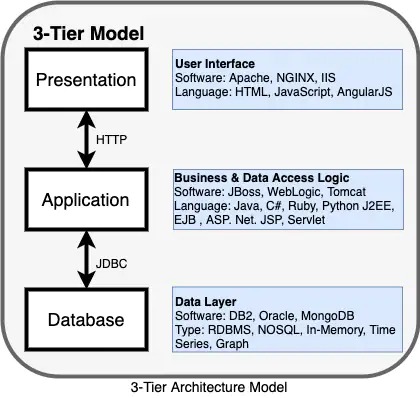 3-Tier Model
Presentation
User Interface
Software: Apache, NGINX, IIS
Language: HTML, JavaScript, AngularJS
HTTP
Application
Business & Data Access Logic
Software: JBoss, WebLogic, Tomcat
Language: Java, C#, Ruby, Python J2EE,
EJB , ASP. Net. JSP, Servlet
JDBC
Database
Data Layer
Software: DB2, Oracle, MongoDB
Type: RDBMS, NOSQL, In-Memory, Time
Series, Graph
3-Tier Architecture Model